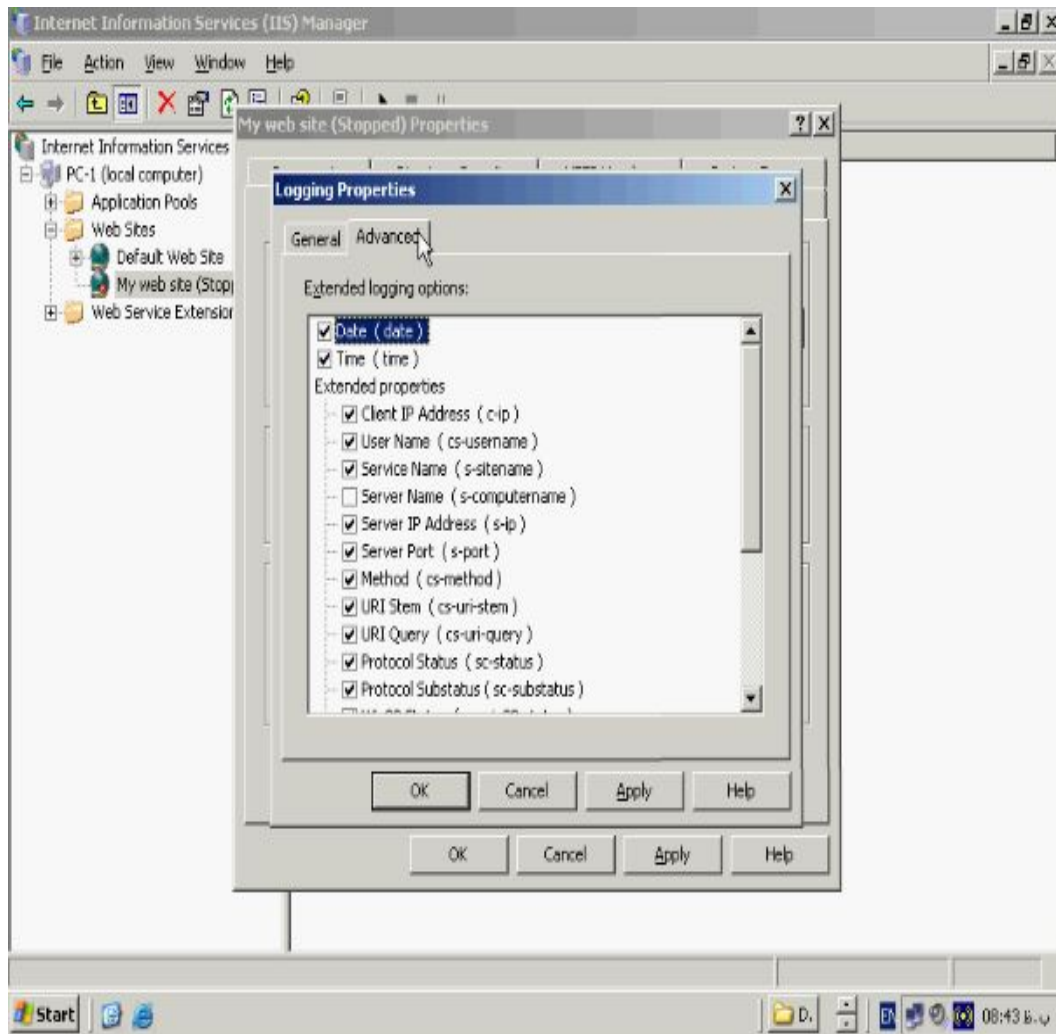 Internet Information Services (IIS) Manager
File Action View Window Help
My web site (Stopped) Properties
Internet Information Services
PC-1 (local computer)
Application Pools
Web Sites
Default Web Site
My web site (Stopp
Web Service Extension
Logging Properties
General Advanced
Extended logging options:
Date ( date )
Time ( time )
Extended properties
Client IP Address ( c-ip )
User Name ( cs-username )
Service Name ( s-sitename )
Server Name ( s-computername )
Server IP Address ( s-ip )
Server Port ( s-port )
Method ( cs-method )
URI Stem ( cs-uri-stem )
URI Query ( cs-uri-query )
Protocol Status ( sc-status )
Protocol Substatus ( sc-substatus )
OK Cancel Apply Help
OK Cancel Apply Help
Start D. EN 08:43